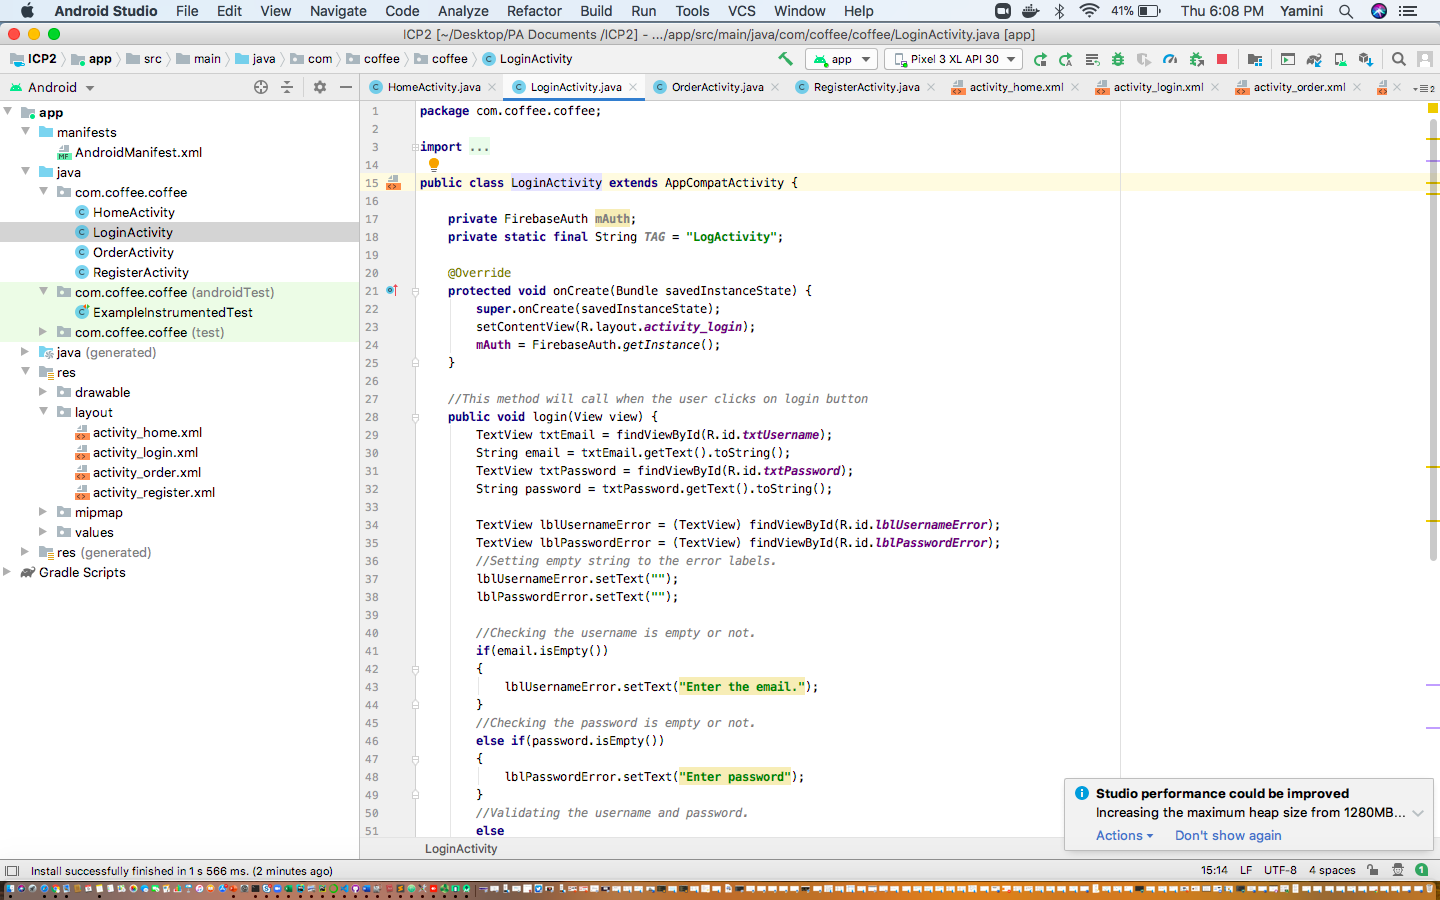 Android Studio File Edit View Navigate Code Analyze Refactor Build Run Tools VCS Window Help 41% Thu 6:08 PM Yamini
ICP2 [~/Desktop/PA Documents /ICP2] - .../app/src/main/java/com/coffee/coffee/LoginActivity.java [app]
ICP2 app src main java com coffee coffee LoginActivity app Pixel 3 XL API 30
Android HomeActivity.java LoginActivity.java OrderActivity.java RegisterActivity.java activity_home.xml activity_login.xml activity_order.xml 2
app
manifests
AndroidManifest.xml
java
com.coffee.coffee
HomeActivity
LoginActivity
OrderActivity
RegisterActivity
com.coffee.coffee (androidTest)
ExampleInstrumentedTest
com.coffee.coffee (test)
java (generated)
res
drawable
layout
activity_home.xml
activity_login.xml
activity_order.xml
activity_register.xml
mipmap
values
res (generated)
Gradle Scripts
1 package com.coffee.coffee;
2
3 import ...
14
15 public class LoginActivity extends AppCompatActivity {
16
17 private FirebaseAuth mAuth;
18 private static final String TAG = "LogActivity";
19
20 @Override
21 protected void onCreate(Bundle savedInstanceState) {
22 super.onCreate(savedInstanceState);
23 setContentView(R.layout.activity_login);
24 mAuth = FirebaseAuth.getInstance();
25 }
26
27 //This method will call when the user clicks on login button
28 public void login(View view) {
29 TextView txtEmail = findViewById(R.id.txtUsername);
30 String email = txtEmail.getText().toString();
31 TextView txtPassword = findViewById(R.id.txtPassword);
32 String password = txtPassword.getText().toString();
33
34 TextView lblUsernameError = (TextView) findViewById(R.id.lblUsernameError);
35 TextView lblPasswordError = (TextView) findViewById(R.id.lblPasswordError);
36 //Setting empty string to the error labels.
37 lblUsernameError.setText("");
38 lblPasswordError.setText("");
39
40 //Checking the username is empty or not.
41 if(email.isEmpty())
42 {
43 lblUsernameError.setText("Enter the email.");
44 }
45 //Checking the password is empty or not.
46 else if(password.isEmpty())
47 {
48 lblPasswordError.setText("Enter password");
49 }
50 //Validating the username and password.
51 else
Studio performance could be improved
Increasing the maximum heap size from 1280MB...
Actions Don't show again
LoginActivity
Install successfully finished in 1 s 566 ms. (2 minutes ago) 15:14 LF UTF-8 4 spaces 1